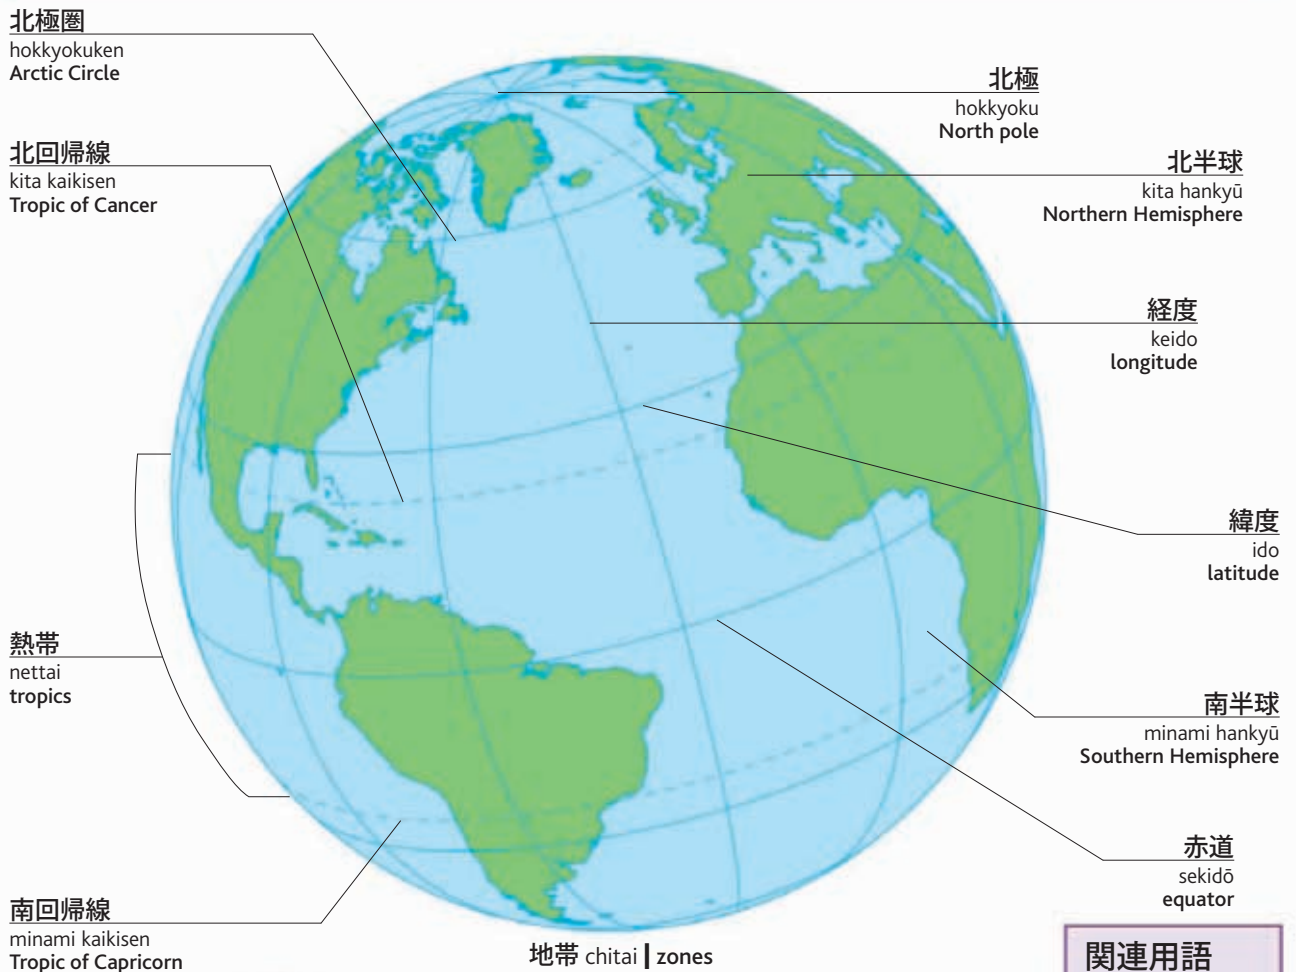 北極圏
hokkyokuken
Arctic Circle
北回帰線
kita kaikisen
Tropic of Cancer
熱帯
nettai
tropics
南回帰線
minami kaikisen
Tropic of Capricorn
北極
hokkyoku
North pole
北半球
kita hankyū
Northern Hemisphere
経度
keido
longitude
緯度
ido
latitude
南半球
minami hankyū
Southern Hemisphere
赤道
sekidō
equator
地帯 chitai | zones
関連用語